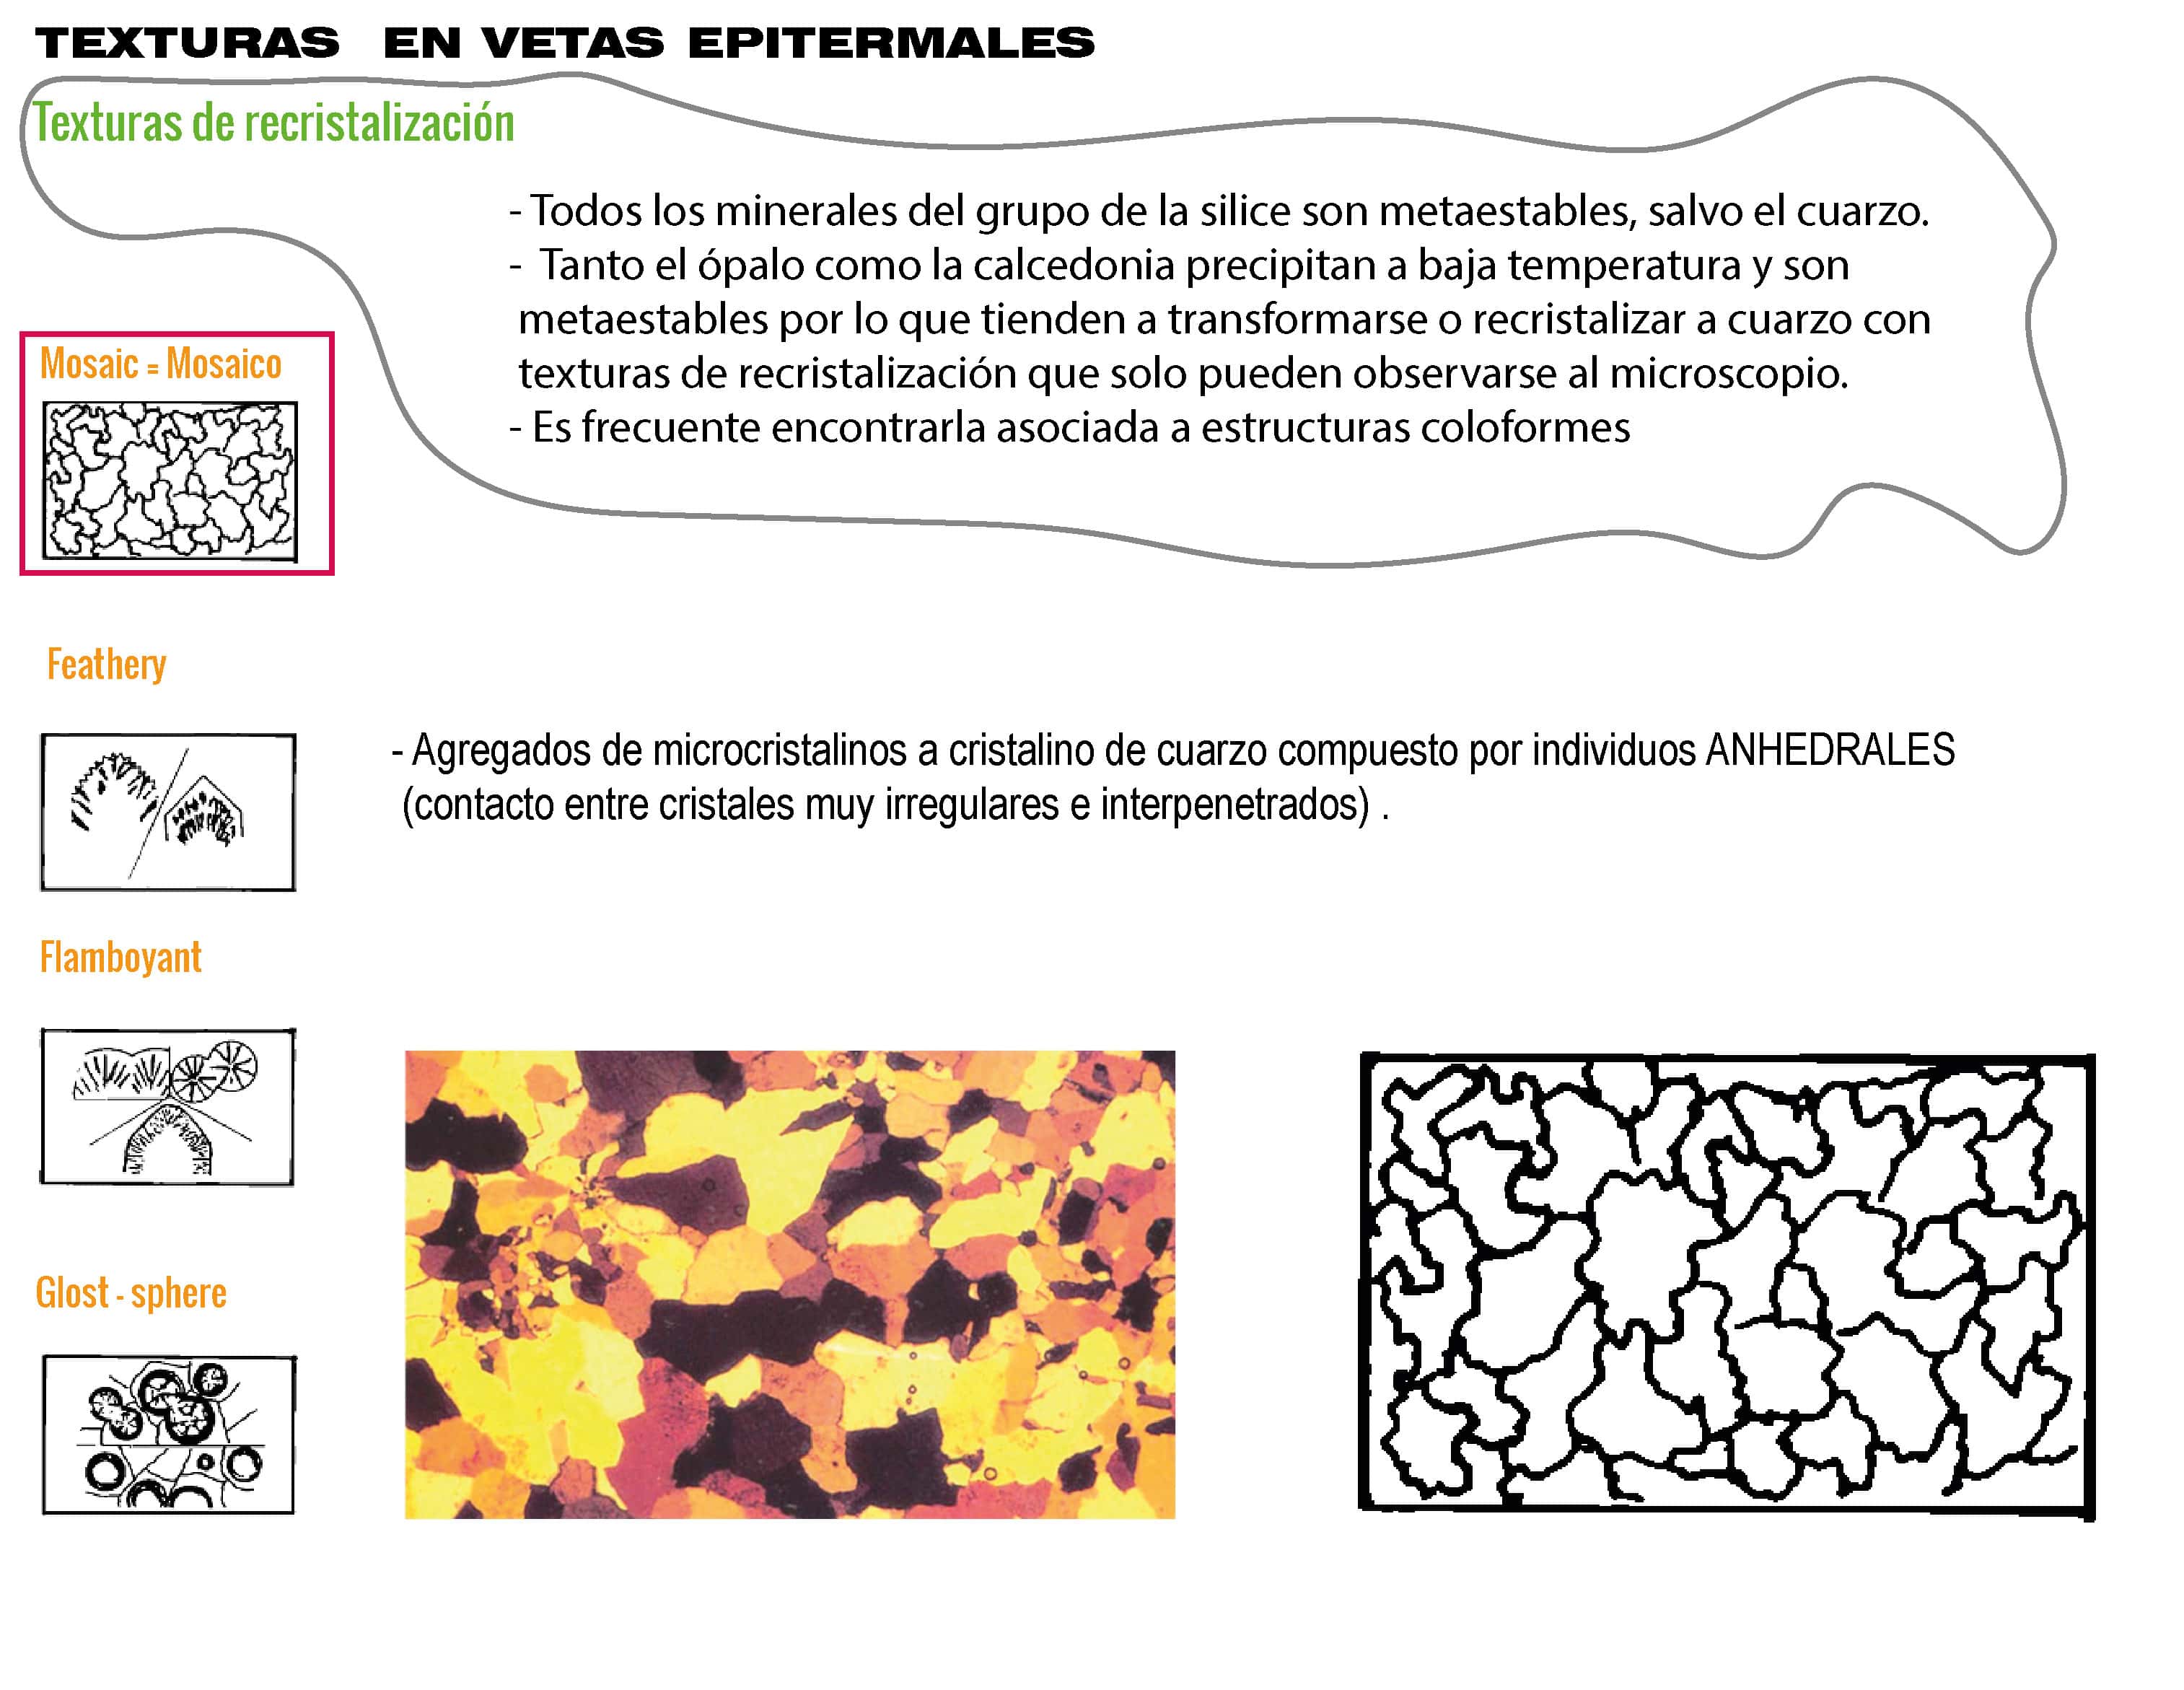 TEXTURAS EN VETAS EPITERMALES
Texturas de recristalización
- Todos los minerales del grupo de la silice son metaestables, salvo el cuarzo.
- Tanto el ópalo como la calcedonia precipitan a baja temperatura y son
metaestables por lo que tienden a transformarse o recristalizar a cuarzo con
texturas de recristalización que solo pueden observarse al microscopio.
- Es frecuente encontrarla asociada a estructuras coloformes
Mosaic = Mosaico
Feathery
- Agregados de microcristalinos a cristalino de cuarzo compuesto por individuos ANHEDRALES
(contacto entre cristales muy irregulares e interpenetrados) .
Flamboyant
Glost - sphere